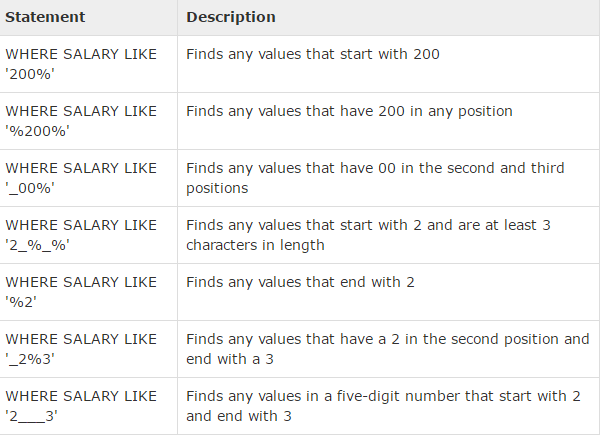 Statement Description
WHERE SALARY LIKE Finds any values that start with 200
'200%'
WHERE SALARY LIKE Finds any values that have 200 in any position
'%200%'
WHERE SALARY LIKE Finds any values that have 00 in the second and third
'_00%' positions
WHERE SALARY LIKE Finds any values that start with 2 and are at least 3
'2_%_%' characters in length
WHERE SALARY LIKE Finds any values that end with 2
'%2'
WHERE SALARY LIKE Finds any values that have a 2 in the second position and
'_2%3' end with a 3
WHERE SALARY LIKE Finds any values in a five-digit number that start with 2
'2___3' and end with 3